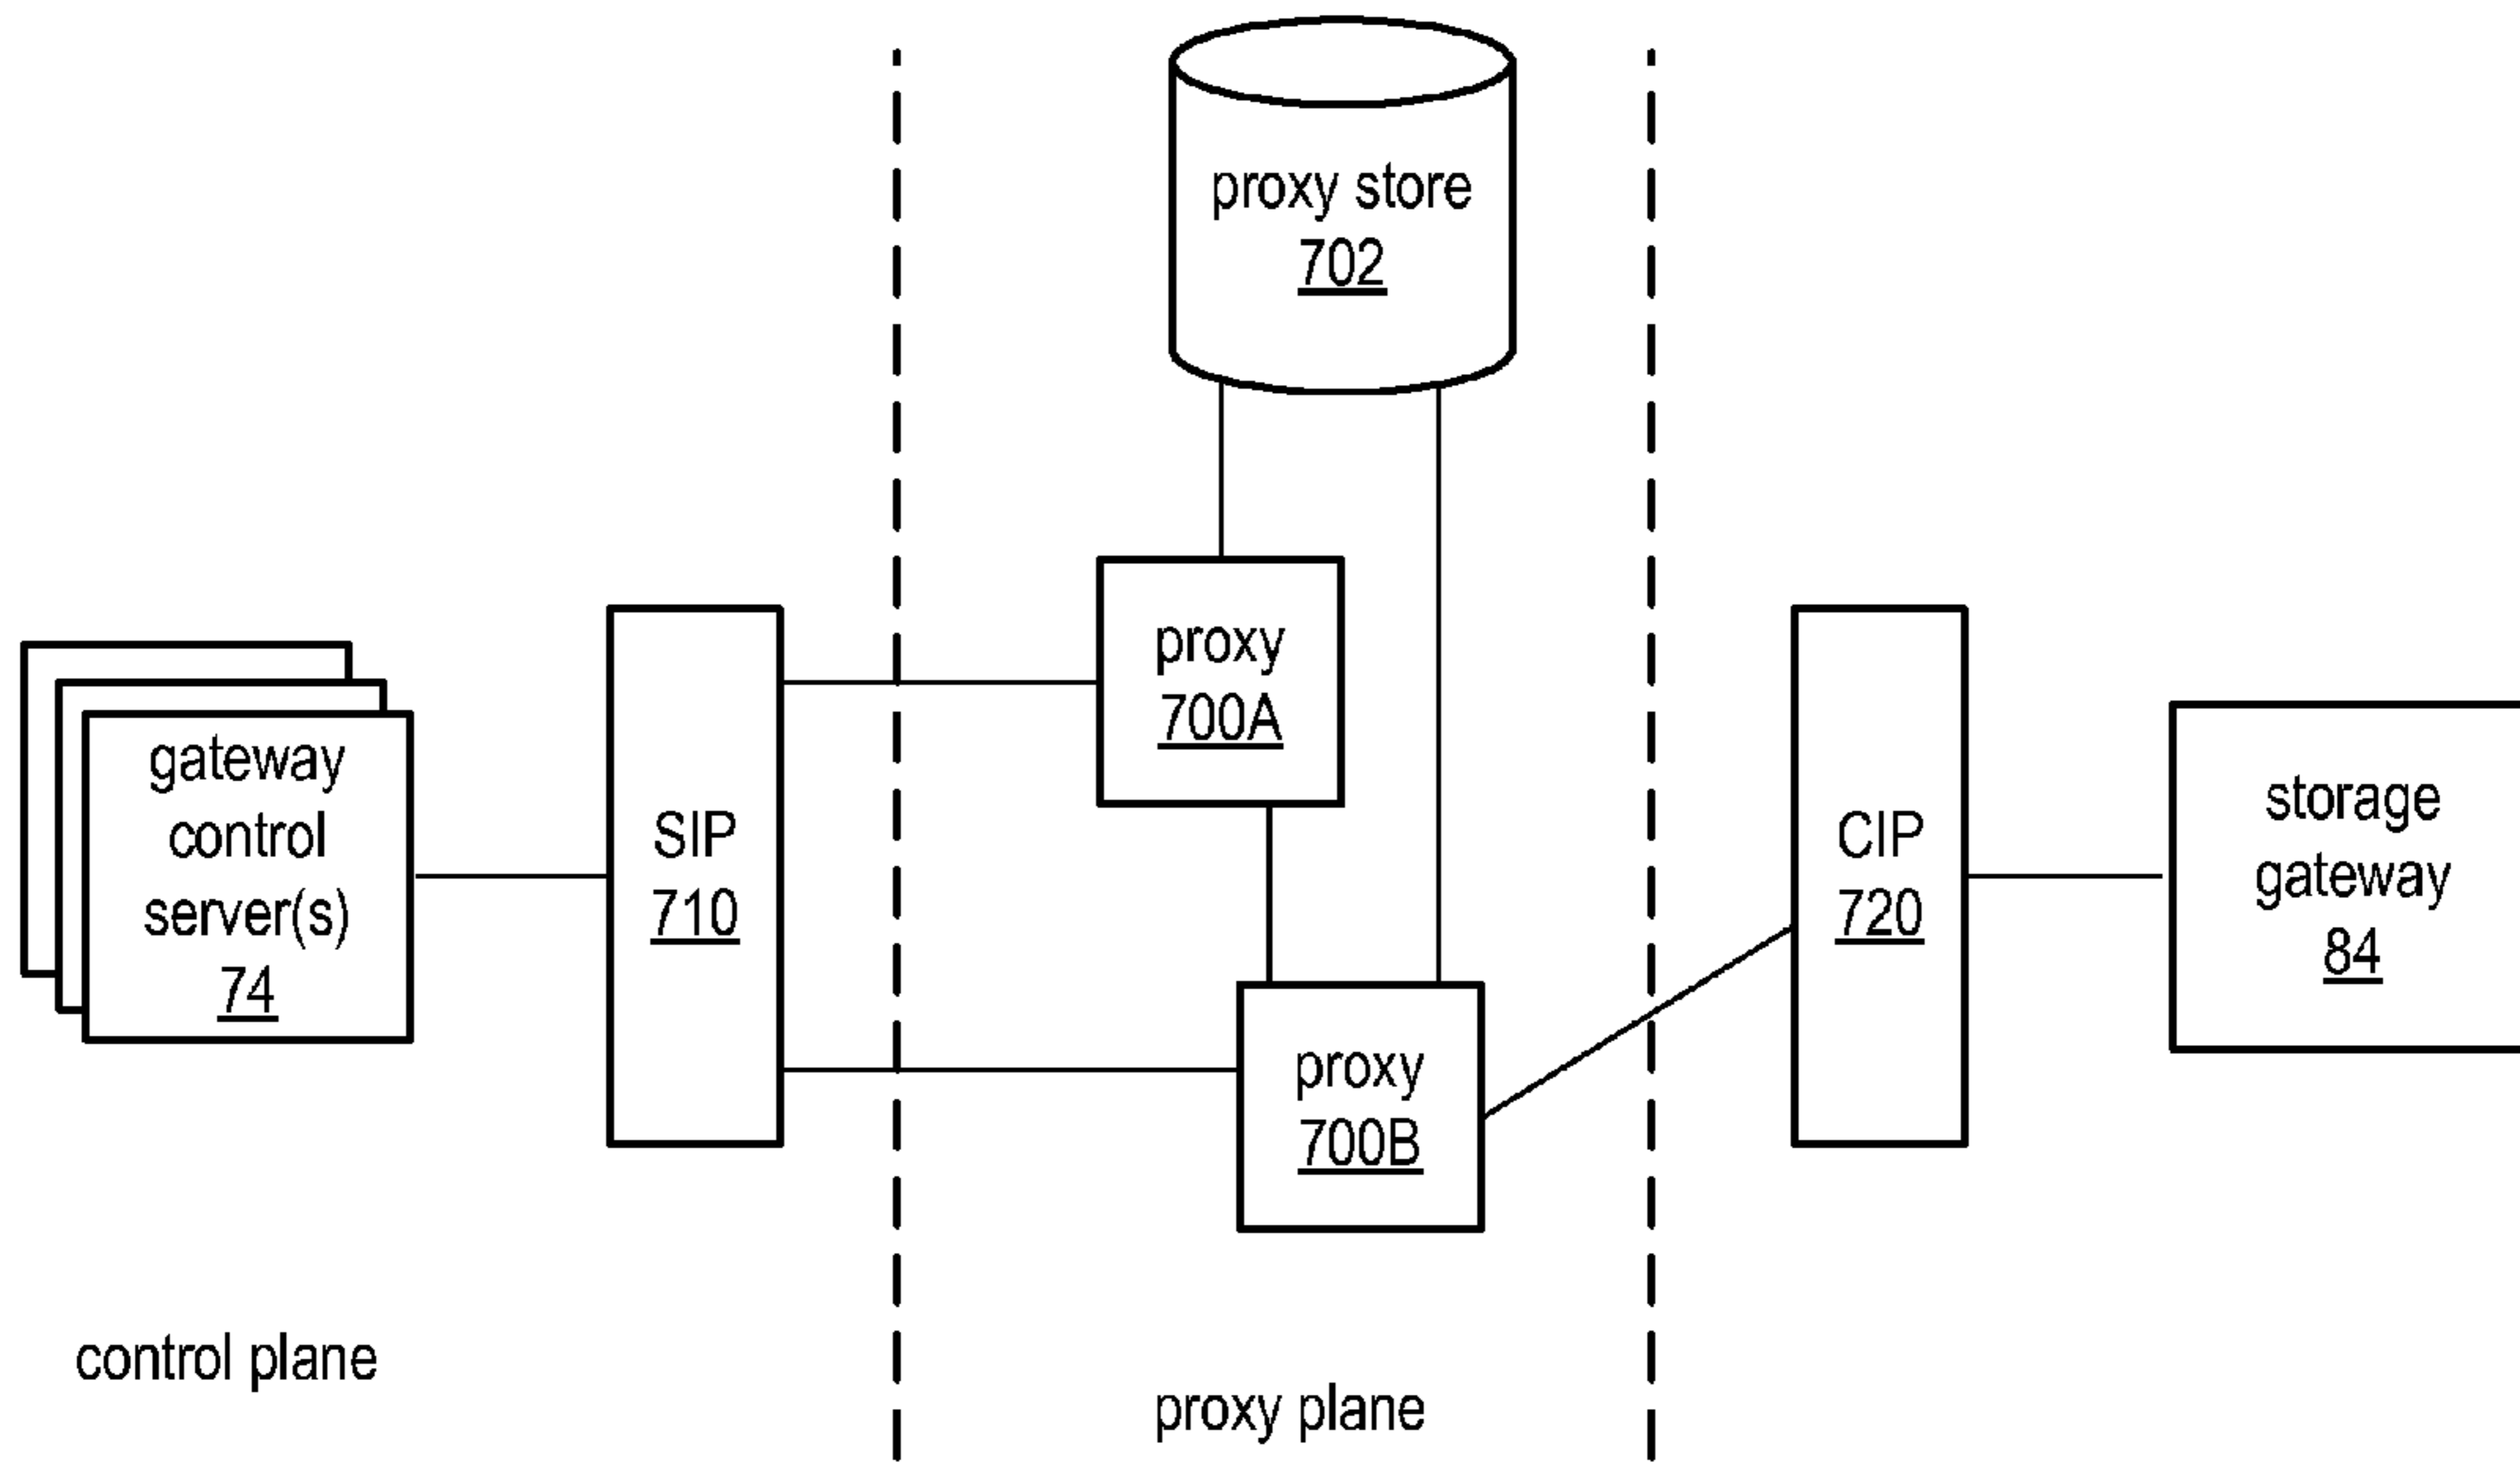 proxy store
702
proxy
700A
gateway
control
server(s)
74
SIP
710
CIP
720
storage
gateway
84
proxy
700B
control plane
proxy plane